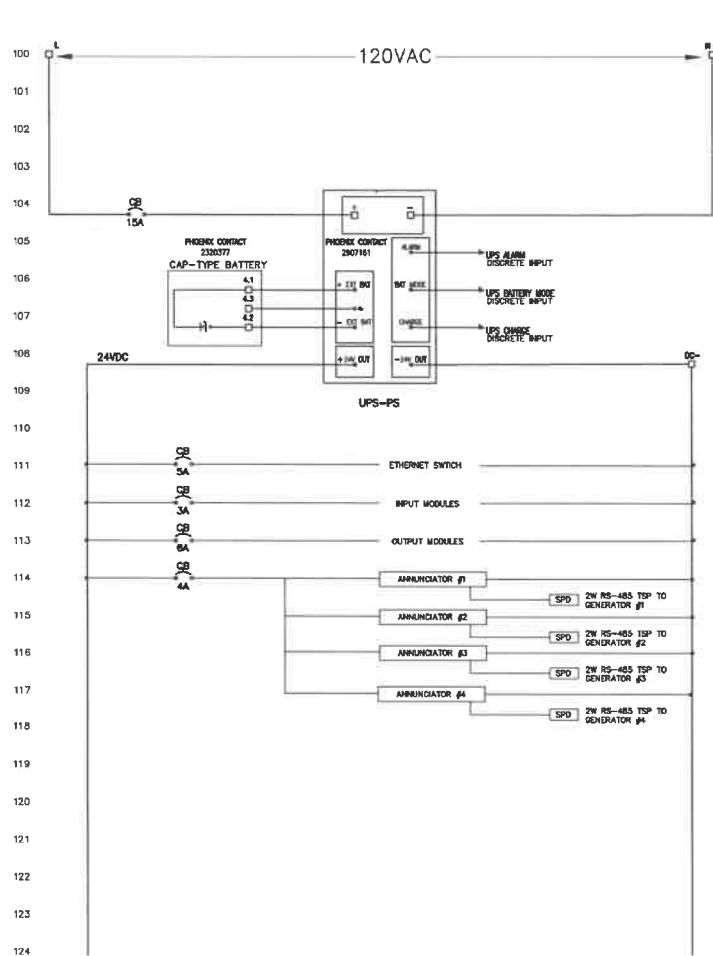 L
N
100
120VAC
101
102
103
104
CB
15A
+
-
105
PHOENIX CONTACT
2320377
CAP-TYPE BATTERY
PHOENIX CONTACT
2907161
ALARM
UPS ALARM
DISCRETE INPUT
106
4.1
+ EXT BAT
BAT MODE
UPS BATTERY MODE
DISCRETE INPUT
4.3
107
4.2
- EXT BAT
CHARGE
UPS CHARGE
DISCRETE INPUT
108
24VDC
+ 24V OUT
-24V OUT
DC-
109
UPS-PS
110
111
CB
5A
ETHERNET SWITCH
112
CB
3A
INPUT MODULES
113
CB
6A
OUTPUT MODULES
114
CB
4A
ANNUNCIATOR #1
SPD
2W RS-485 TSP TO
GENERATOR #1
115
ANNUNCIATOR #2
SPD
2W RS-485 TSP TO
GENERATOR #2
116
ANNUNCIATOR #3
SPD
2W RS-485 TSP TO
GENERATOR #3
117
ANNUNCIATOR #4
SPD
2W RS-485 TSP TO
GENERATOR #4
118
119
120
121
122
123
124